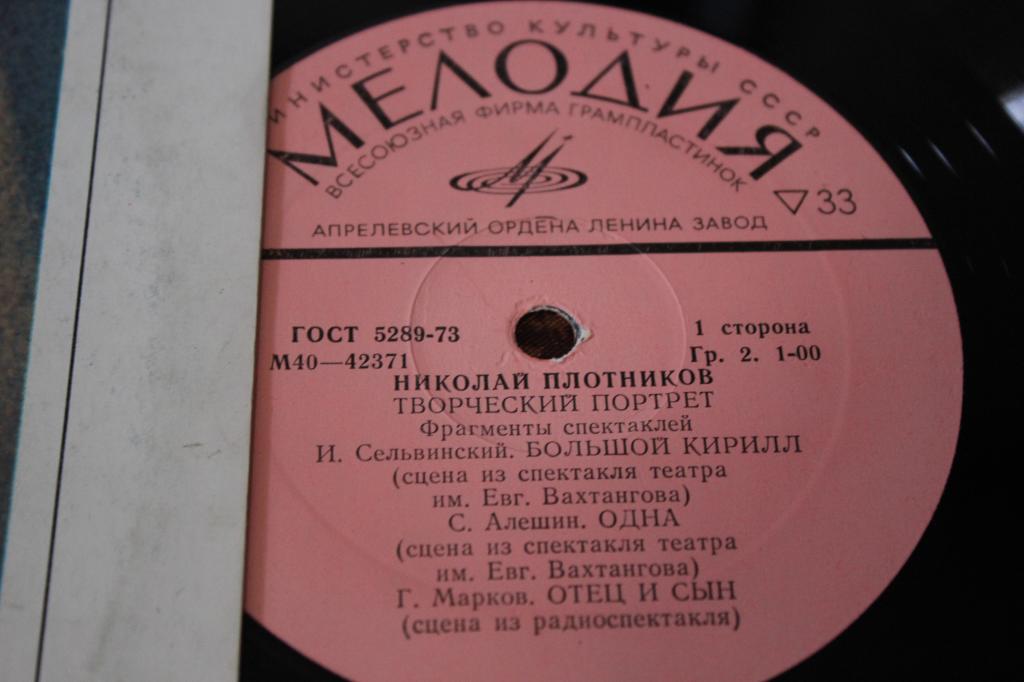 МИНИСТЕРСТВО КУЛЬТУРЫ СССР
МЕЛОДИЯ
ВСЕСОЮЗНАЯ ФИРМА ГРАМПЛАСТИНОК
33
АПРЕЛЕВСКИЙ ОРДЕНА ЛЕНИНА ЗАВОД
ГОСТ 5289-73
1 сторона
М40—42371
Гр. 2. 1-00
НИКОЛАЙ ПЛОТНИКОВ
ТВОРЧЕСКИЙ ПОРТРЕТ
Фрагменты спектаклей
И. Сельвинский. БОЛЬШОЙ КИРИЛЛ
(сцена из спектакля театра
им. Евг. Вахтангова)
С. Алешин. ОДНА
(сцена из спектакля театра
им. Евг. Вахтангова)
Г. Марков. ОТЕЦ И СЫН
(сцена из радиоспектакля)